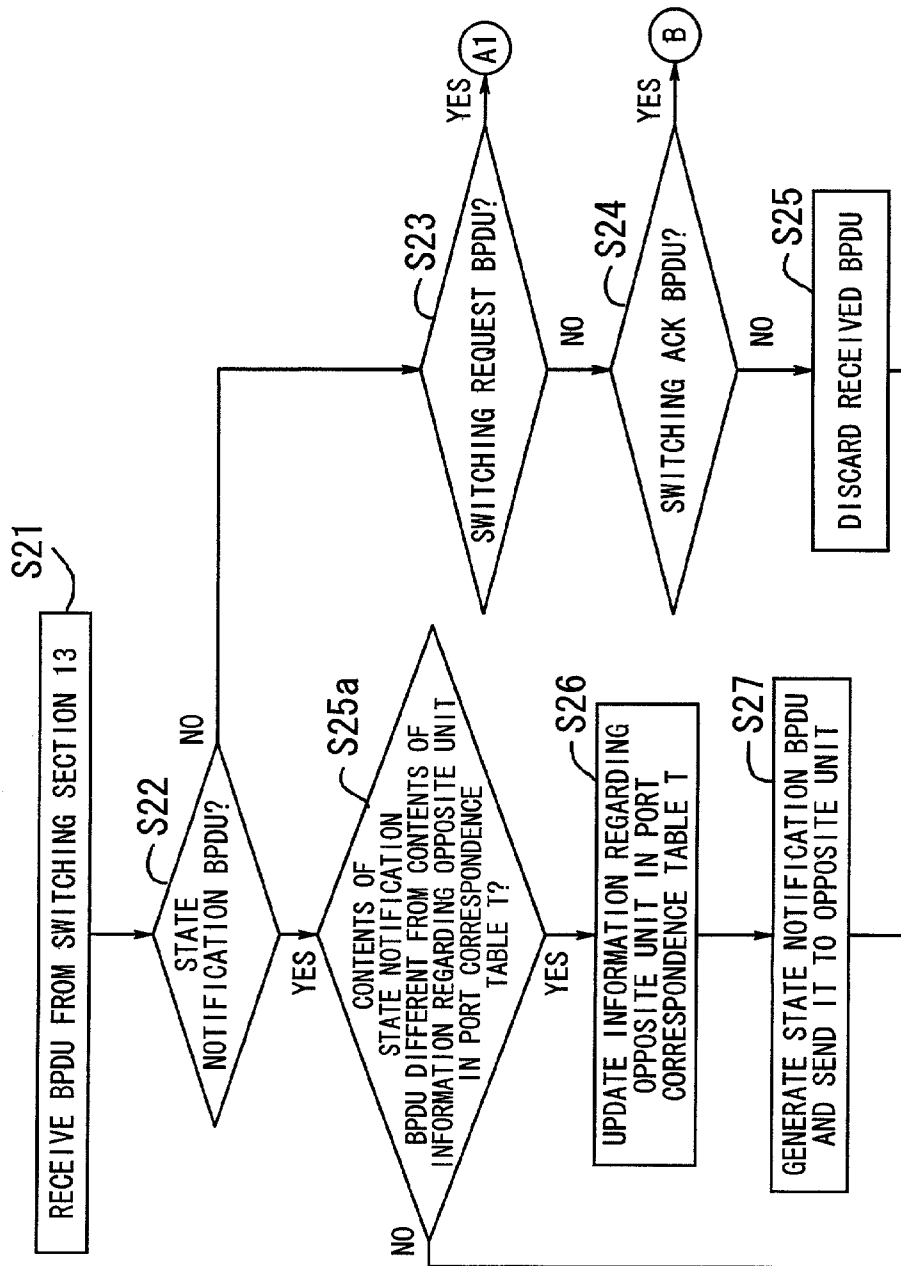 S21
RECEIVE BPDU FROM SWITCHING SECTION 13
S22
STATE
NOTIFICATION BPDU?
NO
YES
S25a
CONTENTS OF
STATE NOTIFICATION
BPDU DIFFERENT FROM CONTENTS OF
INFORMATION REGARDING OPPOSITE UNIT
IN PORT CORRESPONDENCE
TABLE T?
NO
YES
S26
UPDATE INFORMATION REGARDING
OPPOSITE UNIT IN PORT
CORRESPONDENCE TABLE T
S27
GENERATE STATE NOTIFICATION BPDU
AND SEND IT TO OPPOSITE UNIT
S23
SWITCHING REQUEST BPDU?
YES
A1
NO
S24
SWITCHING ACK BPDU?
YES
B
NO
S25
DISCARD RECEIVED BPDU